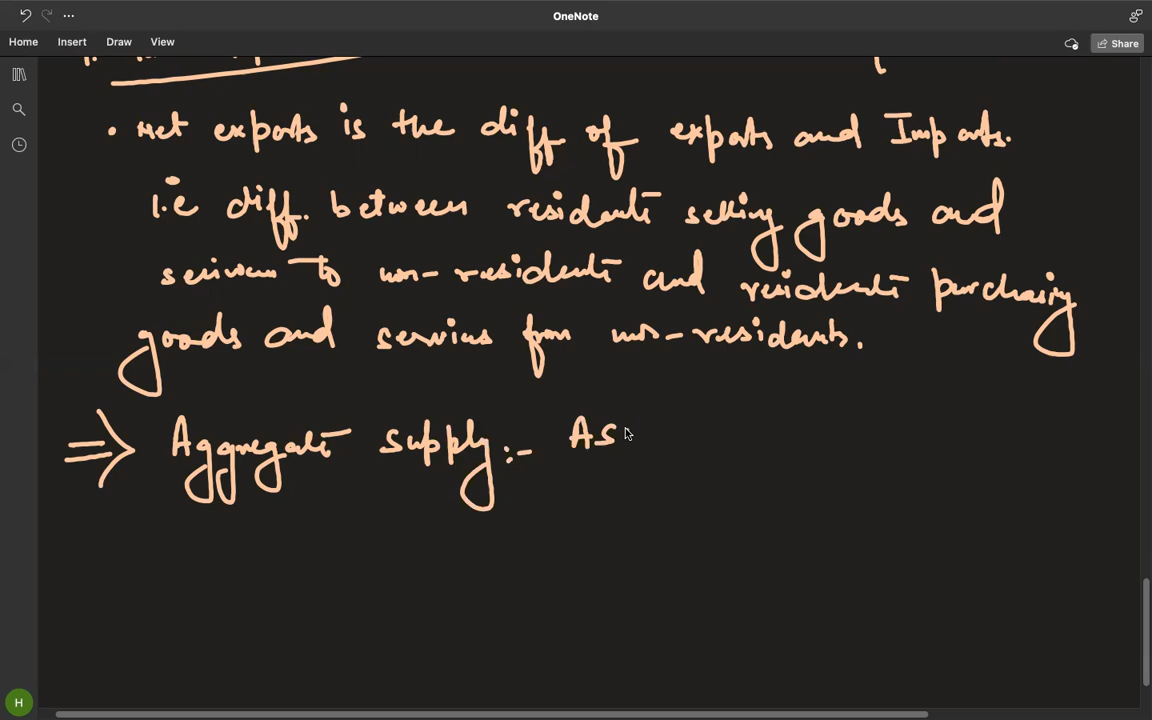 OneNote
Home Insert Draw View
Share
1.
• Net exports is the diff of exports and Imports.
i.e diff. between residents selling goods and
services to non-residents and residents purchasing
goods and services from non-residents.
⇒ Aggregate supply :- AS
H